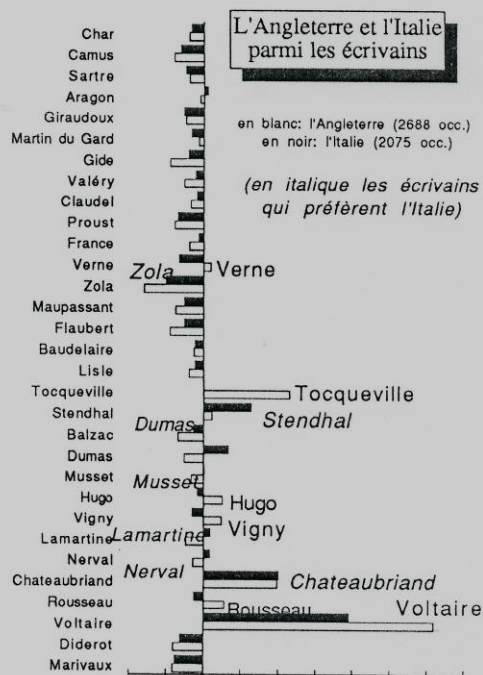 L'Angleterre et l'Italie
parmi les écrivains
en blanc: l'Angleterre (2688 occ.)
en noir: l'Italie (2075 occ.)
(en italique les écrivains
qui préfèrent l'Italie)
Char
Camus
Sartre
Aragon
Giraudoux
Martin du Gard
Gide
Valéry
Claudel
Proust
France
Verne
Zola Verne
Zola
Maupassant
Flaubert
Baudelaire
Lisle
Tocqueville Tocqueville
Stendhal Stendhal
Dumas
Balzac
Dumas
Musset Musset
Hugo Hugo
Vigny Vigny
Lamartine Lamartine
Nerval Nerval
Chateaubriand Chateaubriand
Rousseau Rousseau Voltaire
Voltaire
Diderot
Marivaux